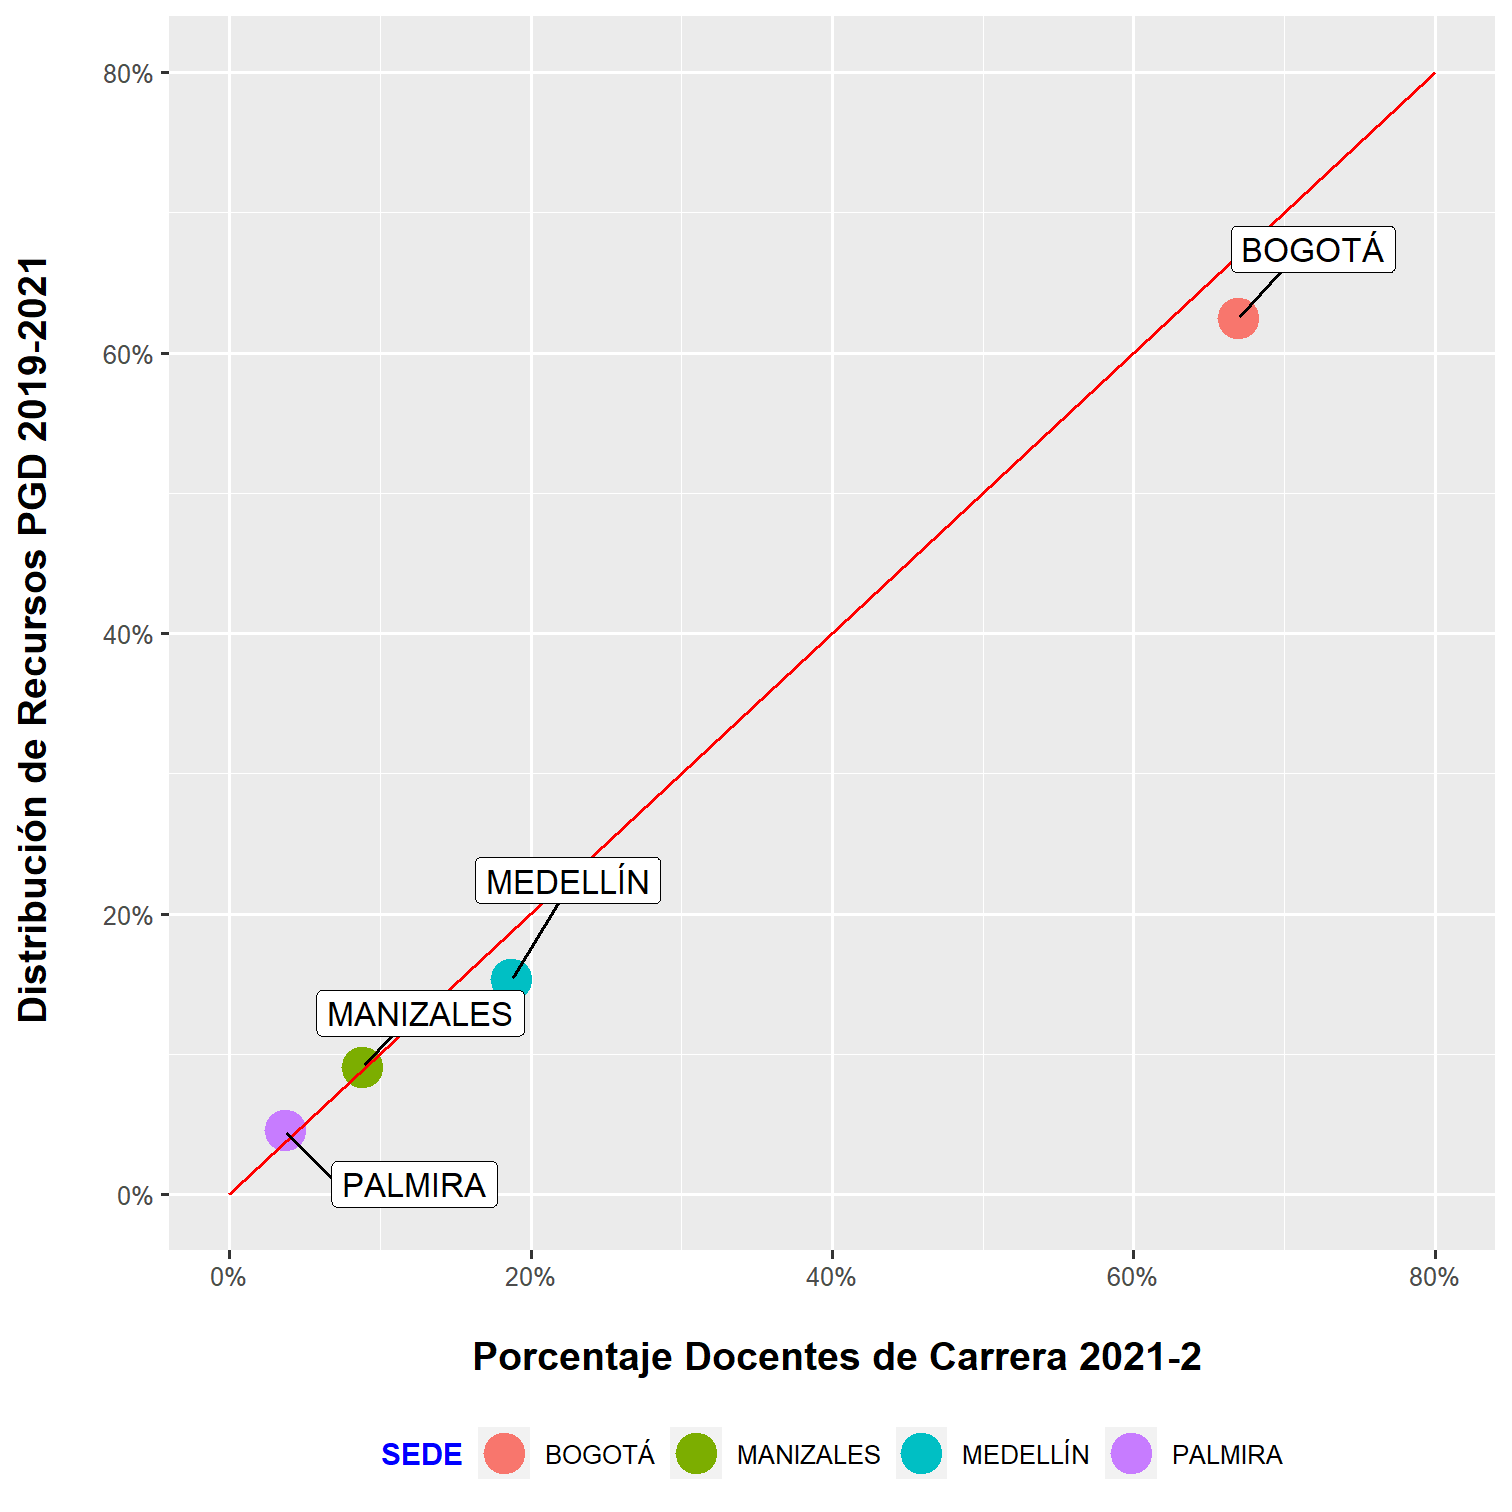 Distribución de Recursos PGD 2019-2021
80%
60%
40%
20%
0%
BOGOTÁ
MEDELLÍN
MANIZALES
PALMIRA
0%
20%
40%
60%
80%
Porcentaje Docentes de Carrera 2021-2
SEDE BOGOTÁ MANIZALES MEDELLÍN PALMIRA